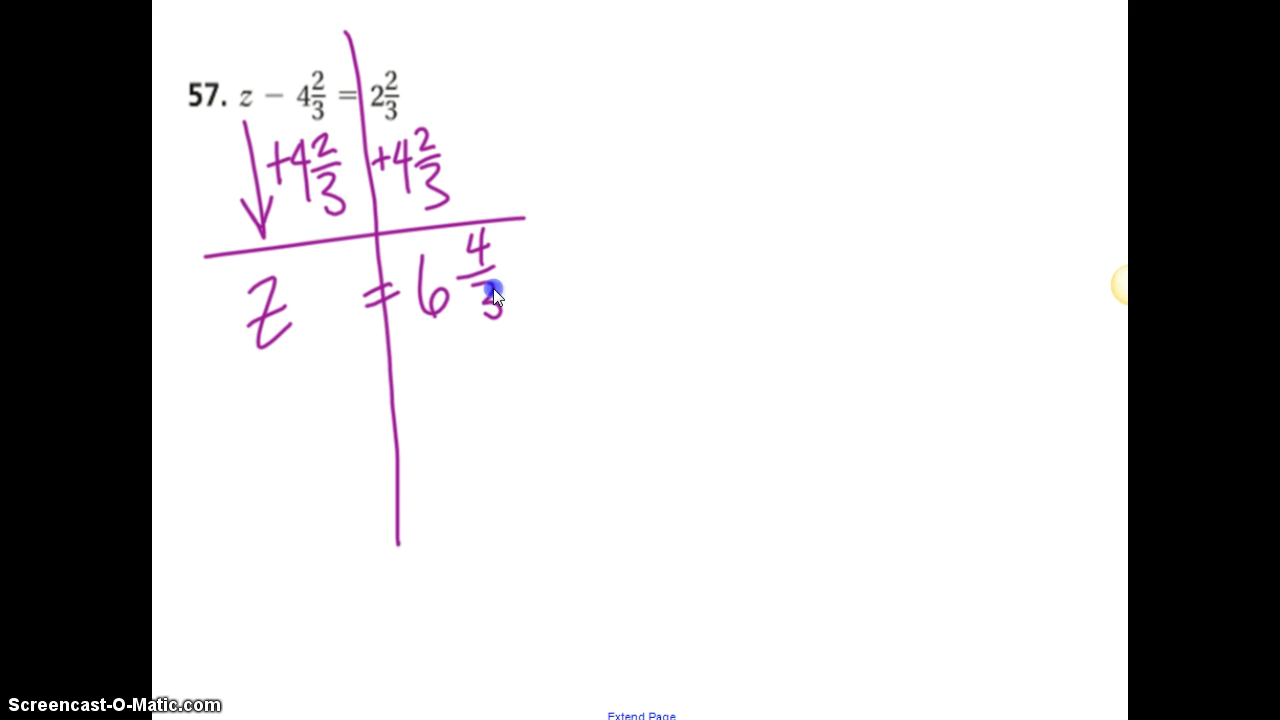 57. z − 4 2/3 = 2 2/3
+4 2/3 +4 2/3
z = 6 4/3
Screencast-O-Matic.com
Extend Page